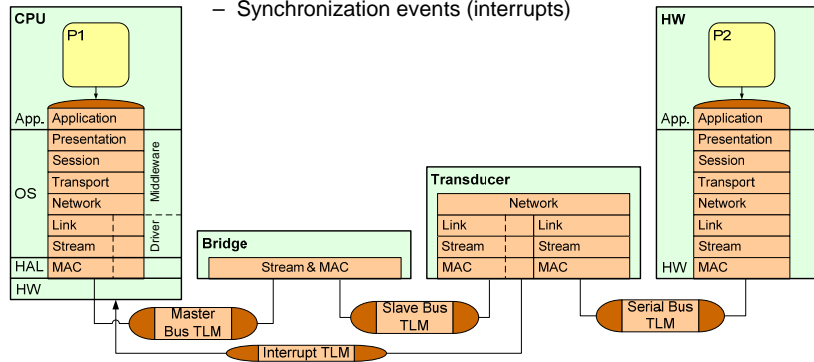 – Synchronization events (interrupts)
CPU
P1
App.
Application
OS
Presentation
Session
Transport
Network
Middleware
Link
Stream
Driver
HAL
MAC
HW
Bridge
Stream & MAC
Transducer
Network
Link
Link
Stream
Stream
MAC
MAC
HW
P2
App.
Application
Presentation
Session
Transport
Network
Link
Stream
HW
MAC
Master
Bus TLM
Slave Bus
TLM
Serial Bus
TLM
Interrupt TLM